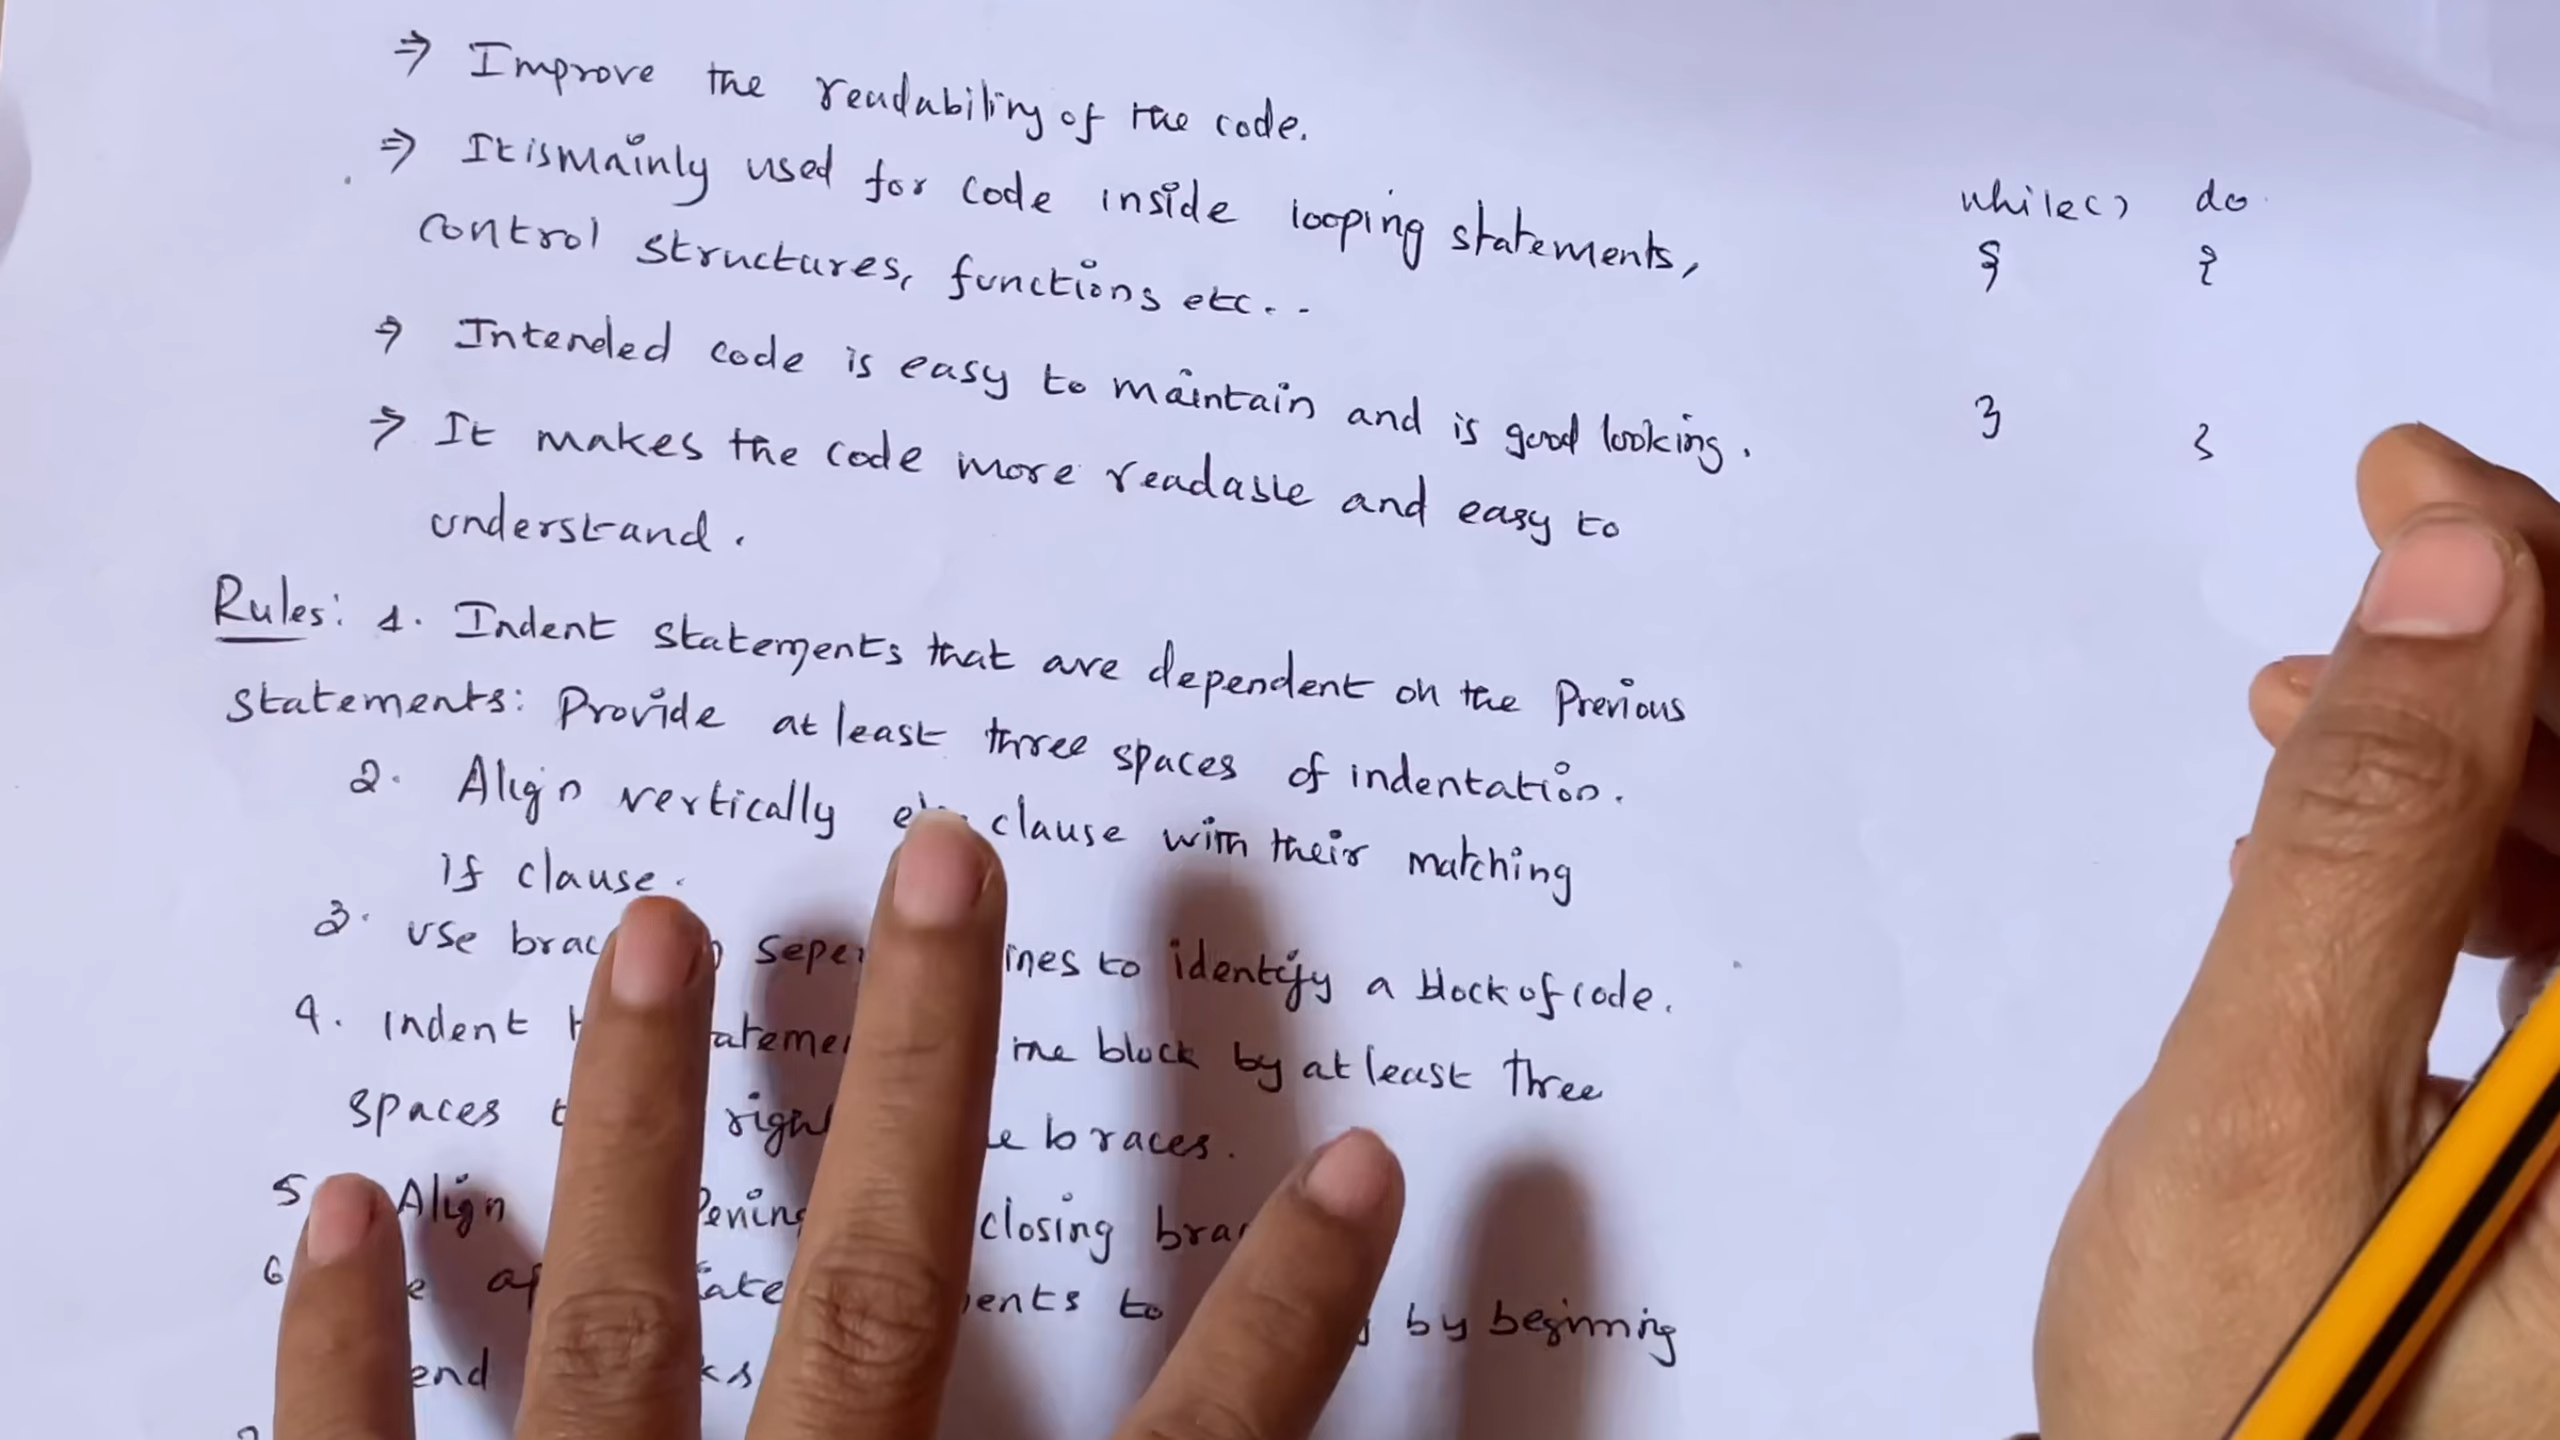 ⇒ Improve the readability of the code.
⇒ It is mainly used for code inside looping statements,
control structures, functions etc..
⇒ Intended code is easy to maintain and is good looking.
⇒ It makes the code more readable and easy to
understand.
while() do
{ {
} }
Rules: 1. Indent statements that are dependent on the Previous
statements: Provide at least three spaces of indentation.
2. Align vertically clause with their matching
if clause.
3. use to identify a block of code.
4. indent block by at least three
spaces braces.
5 Align closing
6 to by beginning
end